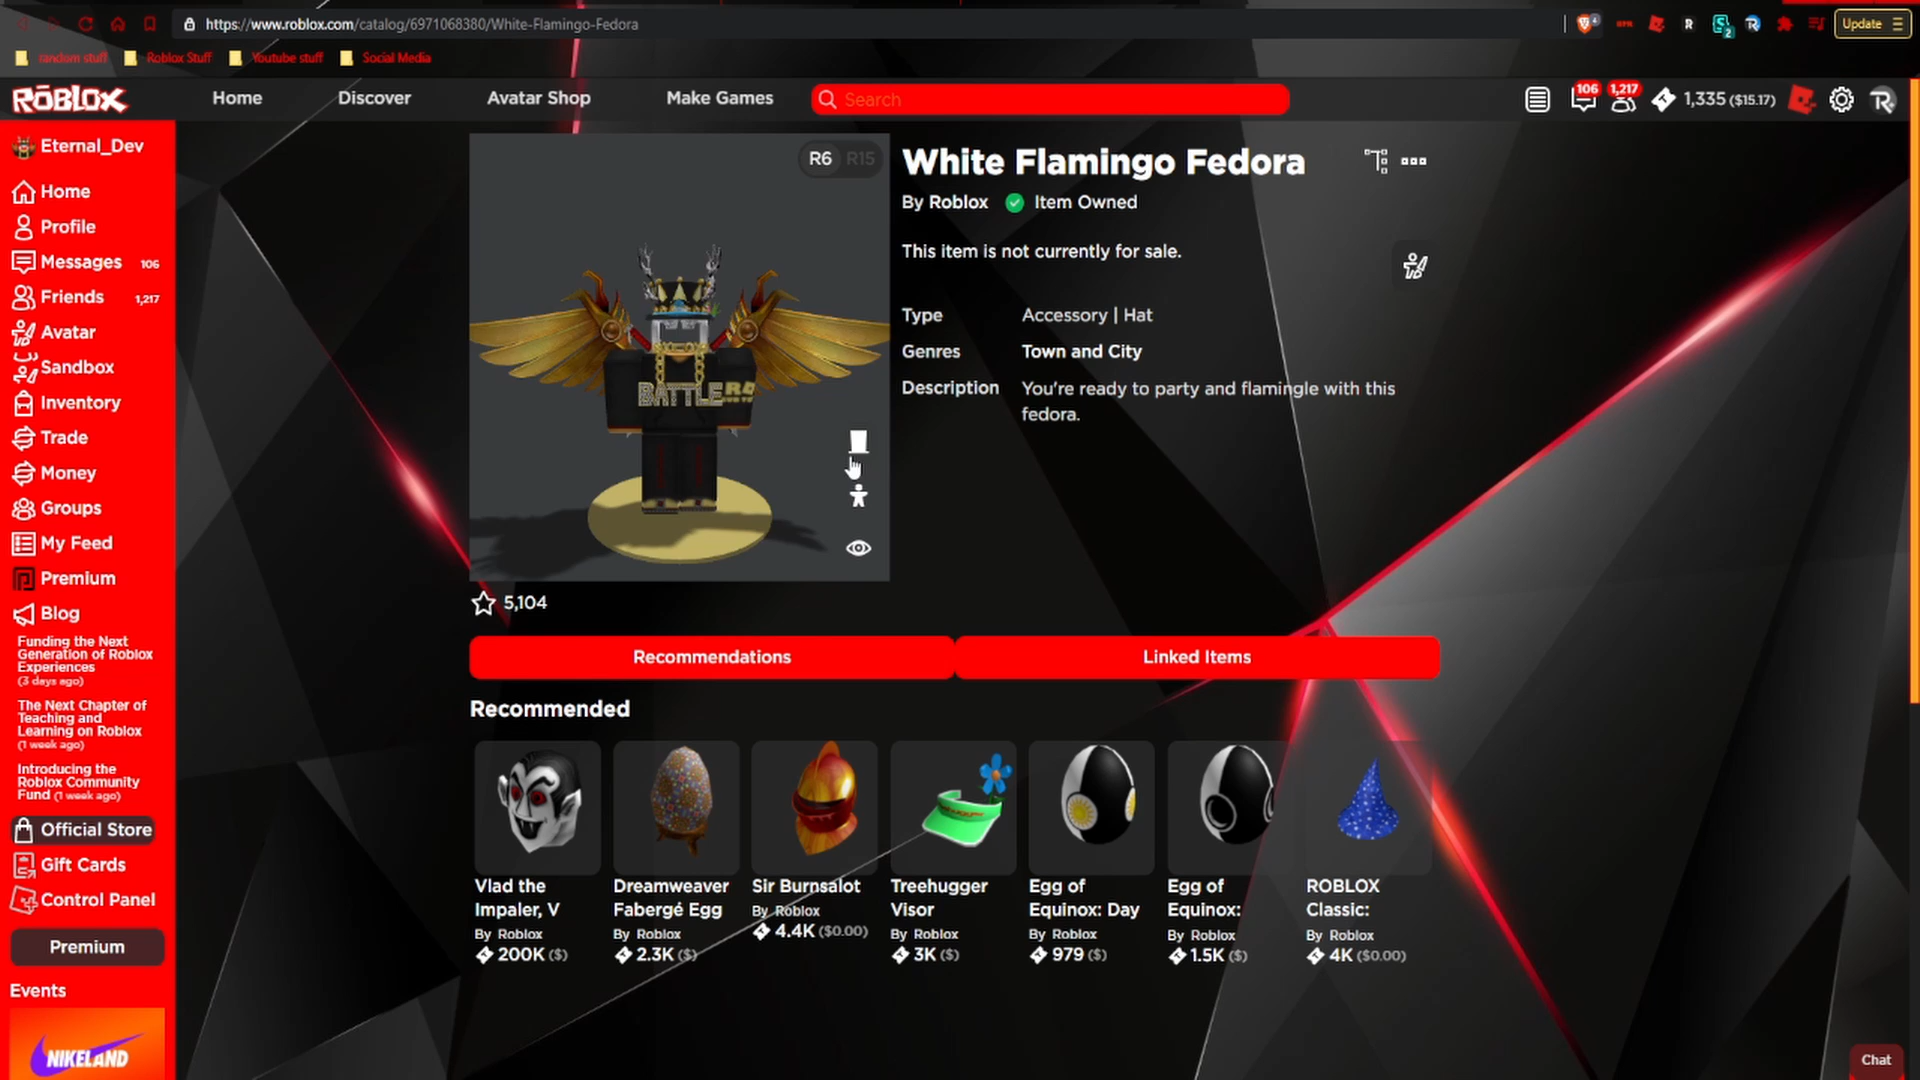 https://www.roblox.com/catalog/6971068380/White-Flamingo-Fedora
4
2
Update
random stuff
Roblox Stuff
Youtube stuff
Social Media
ROBLOX
Home
Discover
Avatar Shop
Make Games
Search
106
1,217
1,335 ($15.17)
Eternal_Dev
Home
Profile
Messages 106
Friends 1,217
Avatar
Sandbox
Inventory
Trade
Money
Groups
My Feed
Premium
Blog
Funding the Next
Generation of Roblox
Experiences
(3 days ago)
The Next Chapter of
Teaching and
Learning on Roblox
(1 week ago)
Introducing the
Roblox Community
Fund (1 week ago)
Official Store
Gift Cards
Control Panel
Premium
Events
NIKELAND
R6 R15
BATTLE
5,104
White Flamingo Fedora
By Roblox Item Owned
This item is not currently for sale.
Type Accessory | Hat
Genres Town and City
Description You're ready to party and flamingle with this
fedora.
Recommendations
Linked Items
Recommended
Vlad the
Impaler, V
By Roblox
200K ($)
Dreamweaver
Fabergé Egg
By Roblox
2.3K ($)
Sir Burnsalot
By Roblox
4.4K ($0.00)
Treehugger
Visor
By Roblox
3K ($)
Egg of
Equinox: Day
By Roblox
979 ($)
Egg of
Equinox:
By Roblox
1.5K ($)
ROBLOX
Classic:
By Roblox
4K ($0.00)
Chat